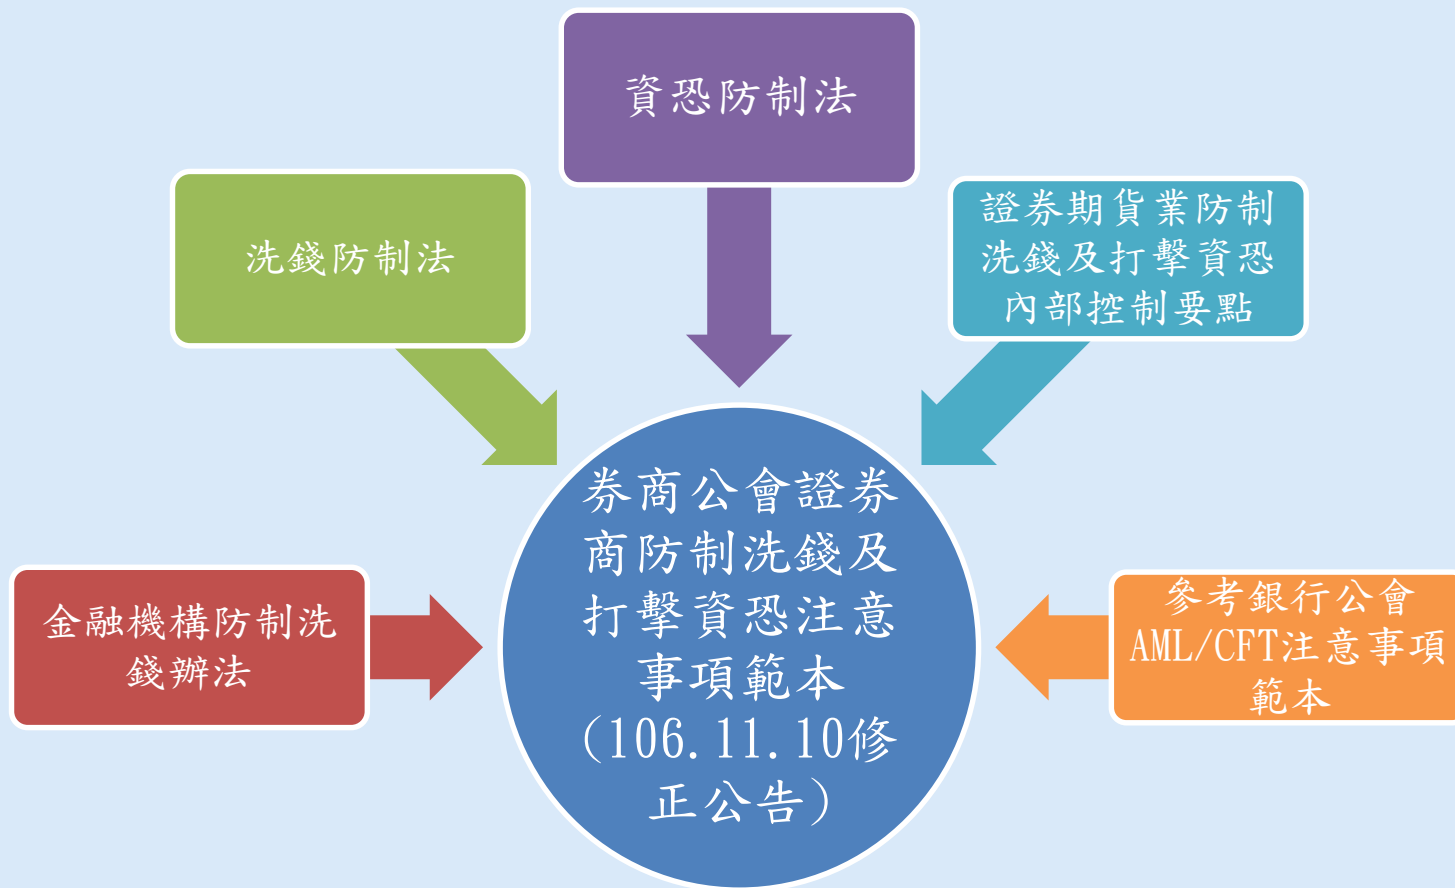 資恐防制法
洗錢防制法
證券期貨業防制
洗錢及打擊資恐
內部控制要點
券商公會證券
商防制洗錢及
打擊資恐注意
事項範本
(106.11.10修
正公告)
金融機構防制洗
錢辦法
參考銀行公會
AML/CFT注意事項
範本